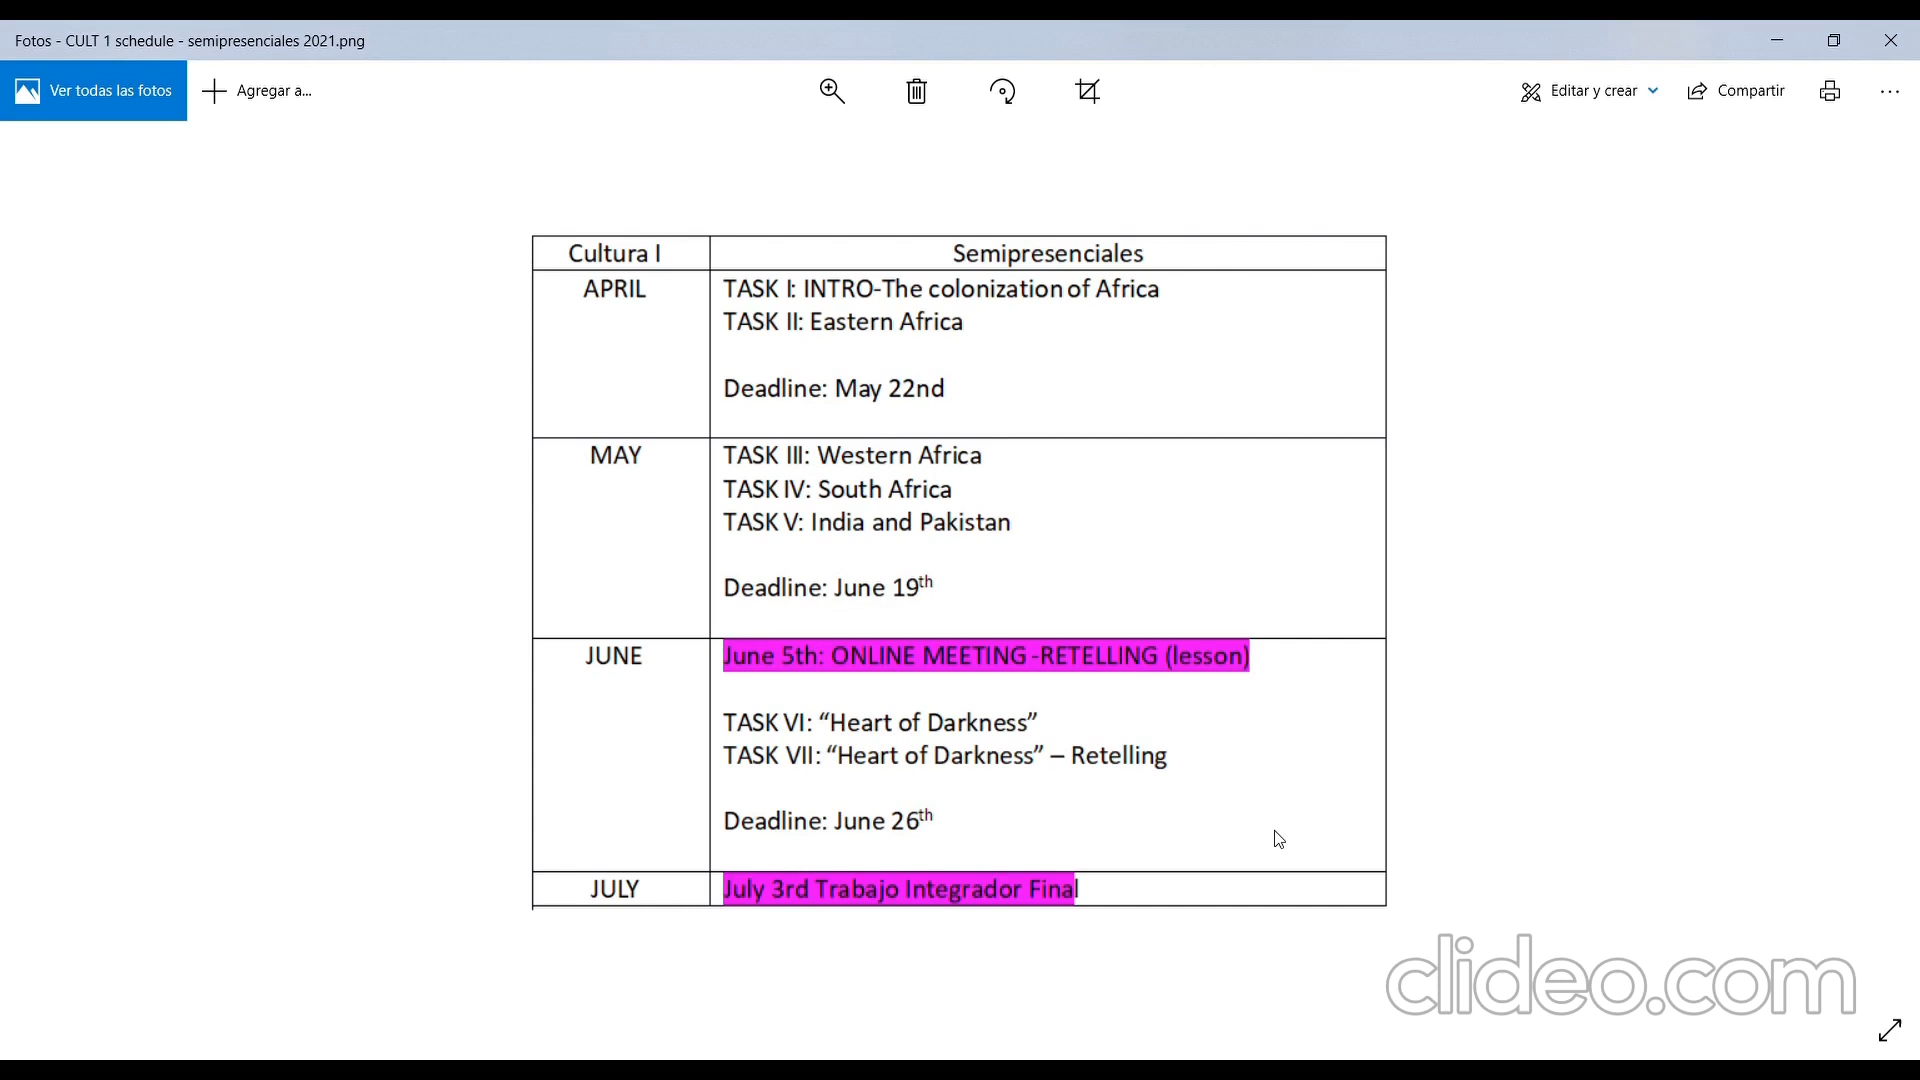 Fotos - CULT 1 schedule - semipresenciales 2021.png
Ver todas las fotos
Agregar a...
Editar y crear
Compartir
Cultura I
Semipresenciales
APRIL
TASK I: INTRO-The colonization of Africa
TASK II: Eastern Africa
Deadline: May 22nd
MAY
TASK III: Western Africa
TASK IV: South Africa
TASK V: India and Pakistan
Deadline: June 19th
JUNE
June 5th: ONLINE MEETING -RETELLING (lesson)
TASK VI: “Heart of Darkness”
TASK VII: “Heart of Darkness” – Retelling
Deadline: June 26th
JULY
July 3rd Trabajo Integrador Final
clideo.com